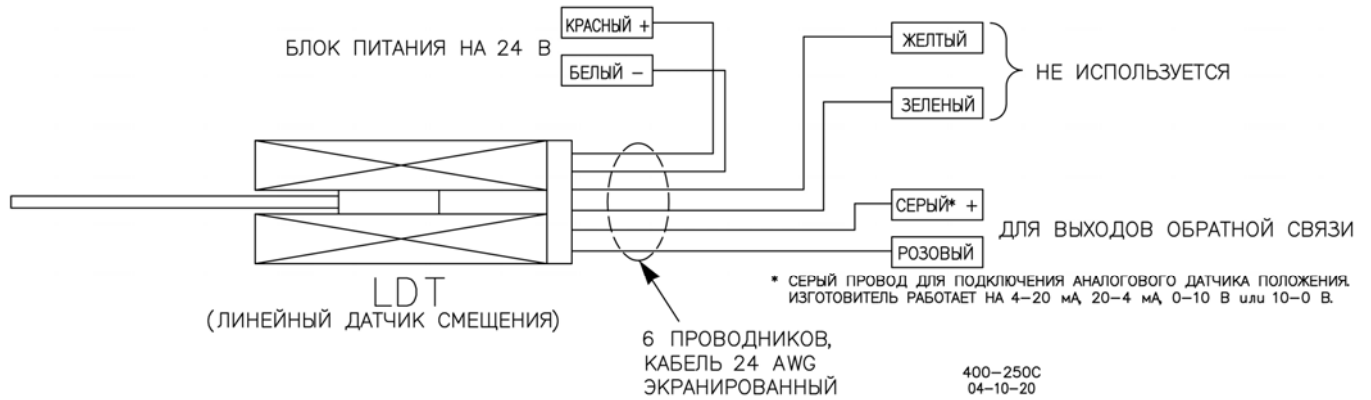 КРАСНЫЙ +
БЛОК ПИТАНИЯ НА 24 В
БЕЛЫЙ –
ЖЕЛТЫЙ
НЕ ИСПОЛЬЗУЕТСЯ
ЗЕЛЕНЫЙ
СЕРЫЙ* +
ДЛЯ ВЫХОДОВ ОБРАТНОЙ СВЯЗИ
РОЗОВЫЙ
* СЕРЫЙ ПРОВОД ДЛЯ ПОДКЛЮЧЕНИЯ АНАЛОГОВОГО ДАТЧИКА ПОЛОЖЕНИЯ.
ИЗГОТОВИТЕЛЬ РАБОТАЕТ НА 4–20 мА, 20–4 мА, 0–10 В или 10–0 В.
LDT
(ЛИНЕЙНЫЙ ДАТЧИК СМЕЩЕНИЯ)
6 ПРОВОДНИКОВ,
КАБЕЛЬ 24 AWG
ЭКРАНИРОВАННЫЙ
400–250C
04–10–20